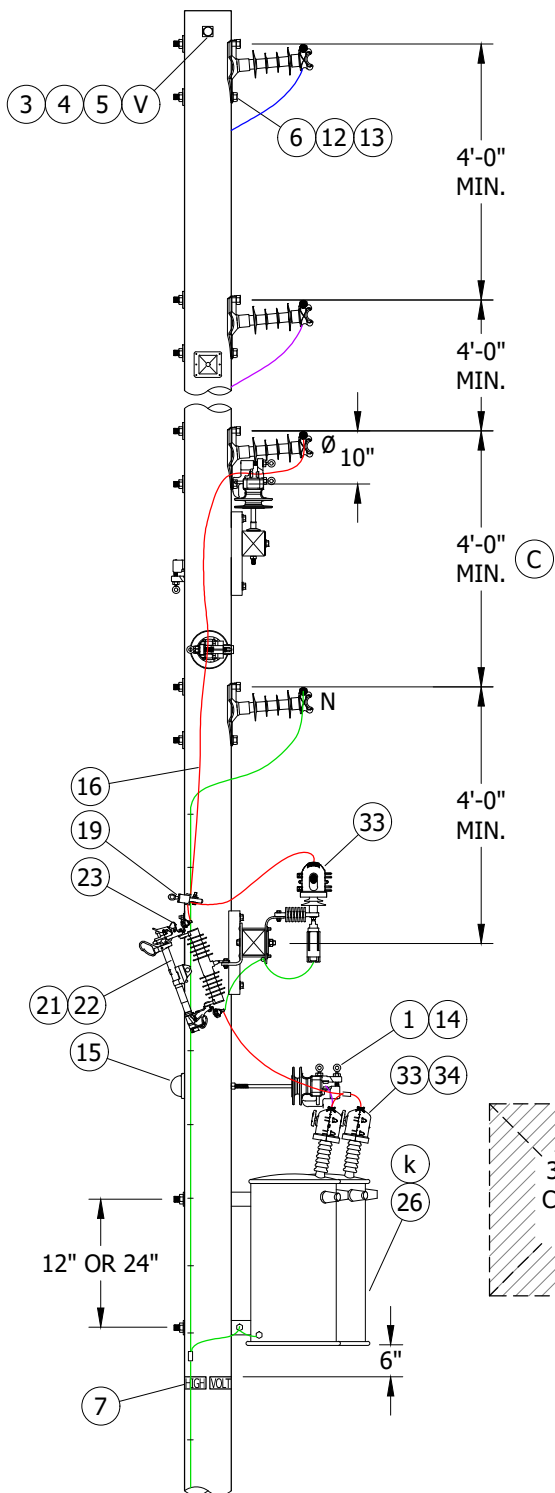 3 4 5 V
6 12 13
4'-0"
MIN.
4'-0"
MIN.
Ø
10"
4'-0"
MIN.
C
N
16
4'-0"
MIN.
19
33
23
21 22
1 14
15
33 34
k
26
3
C
12" OR 24"
6"
7
HIGH VOLT